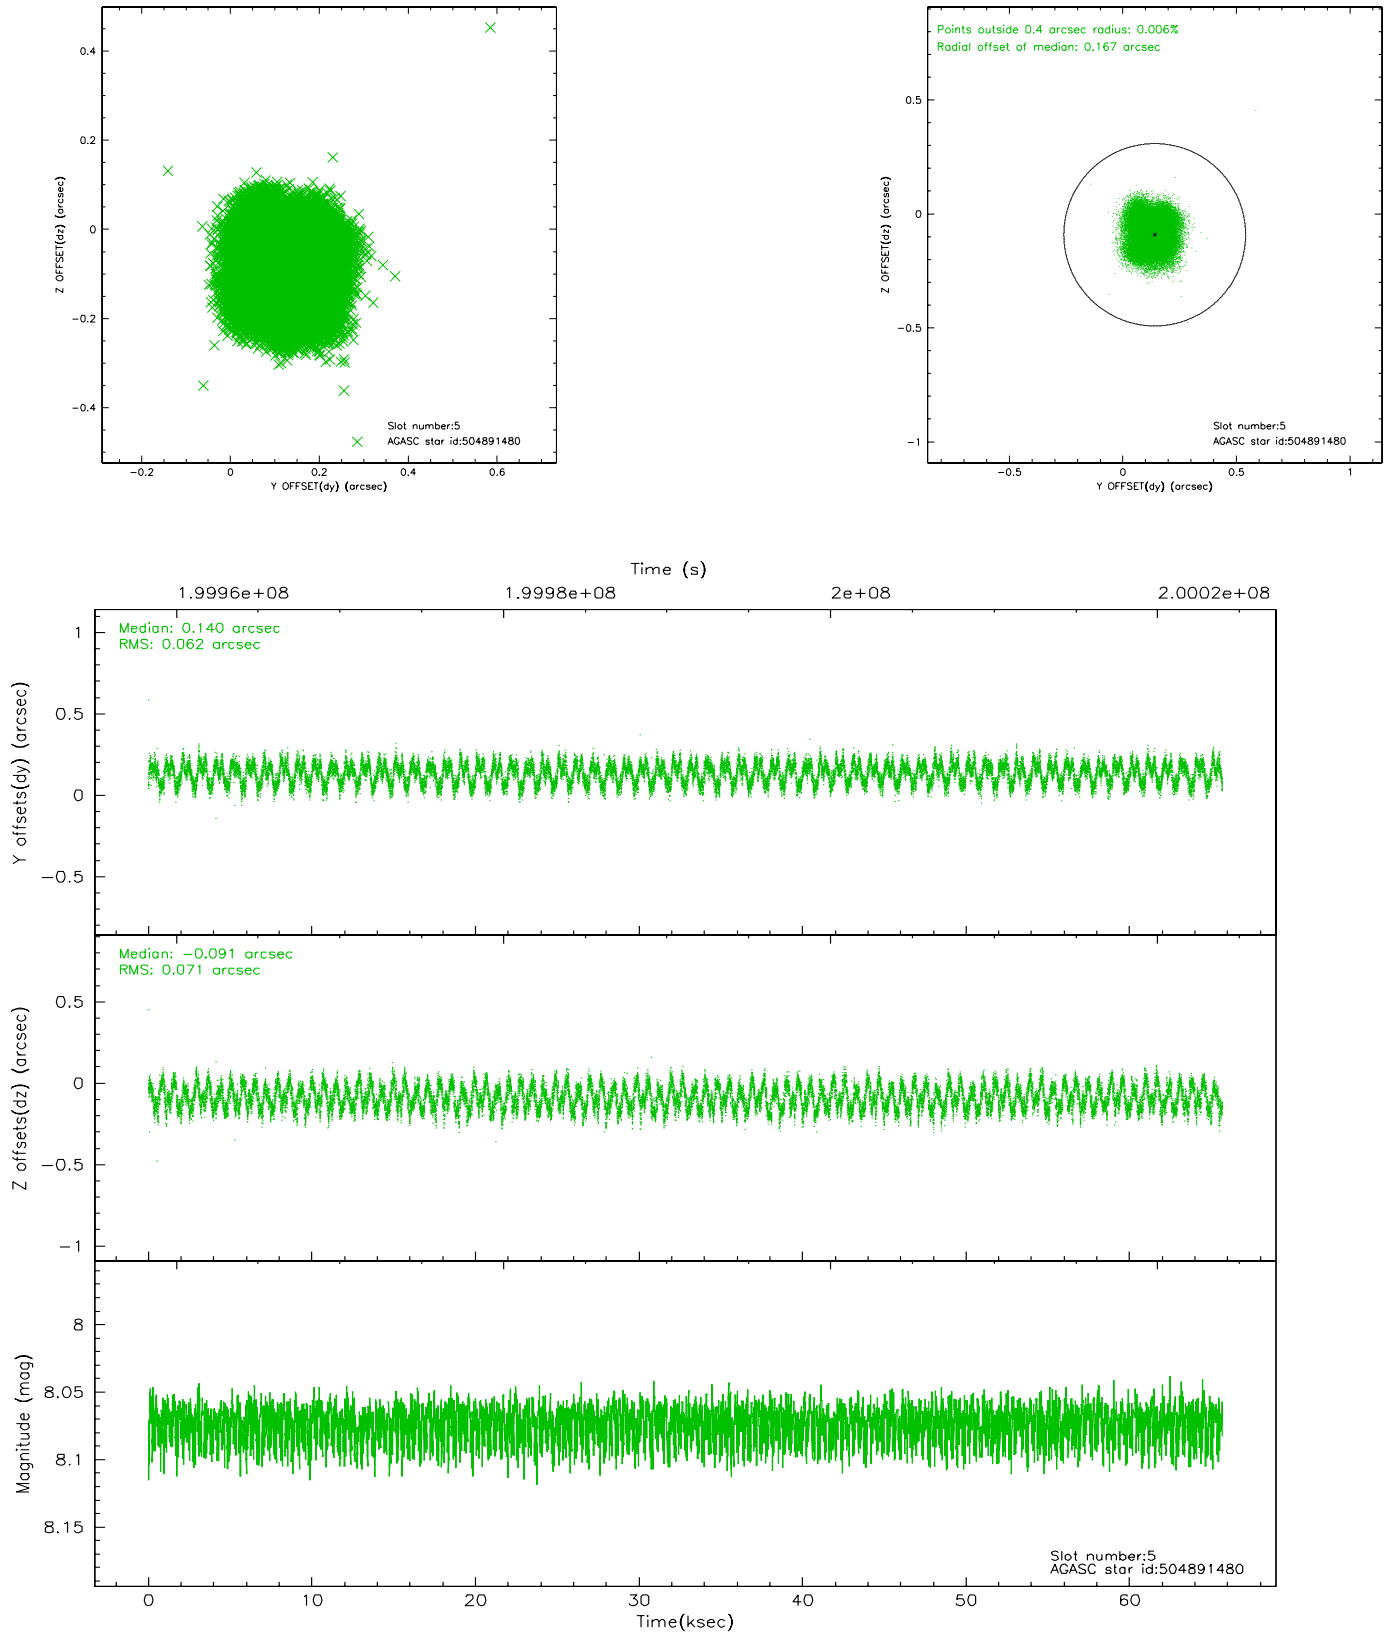 0.4
0.2
0
−0.2
−0.4
Z OFFSET(dz) (arcsec)
Slot number:5
AGASC star id:504891480
−0.2 0 0.2 0.4 0.6
Y OFFSET(dy) (arcsec)
Points outside 0.4 arcsec radius: 0.006%
Radial offset of median: 0.167 arcsec
0.5
0
−0.5
−1
Z OFFSET(dz) (arcsec)
Slot number:5
AGASC star id:504891480
−0.5 0 0.5 1
Y OFFSET(dy) (arcsec)
Time (s)
1.9996e+08 1.9998e+08 2e+08 2.0002e+08
Median: 0.140 arcsec
RMS: 0.062 arcsec
1
0.5
0
−0.5
Y offsets(dy) (arcsec)
Median: −0.091 arcsec
RMS: 0.071 arcsec
0.5
0
−0.5
−1
Z offsets(dz) (arcsec)
8
8.05
8.1
8.15
Magnitude (mag)
Slot number:5
AGASC star id:504891480
0 10 20 30 40 50 60
Time(ksec)